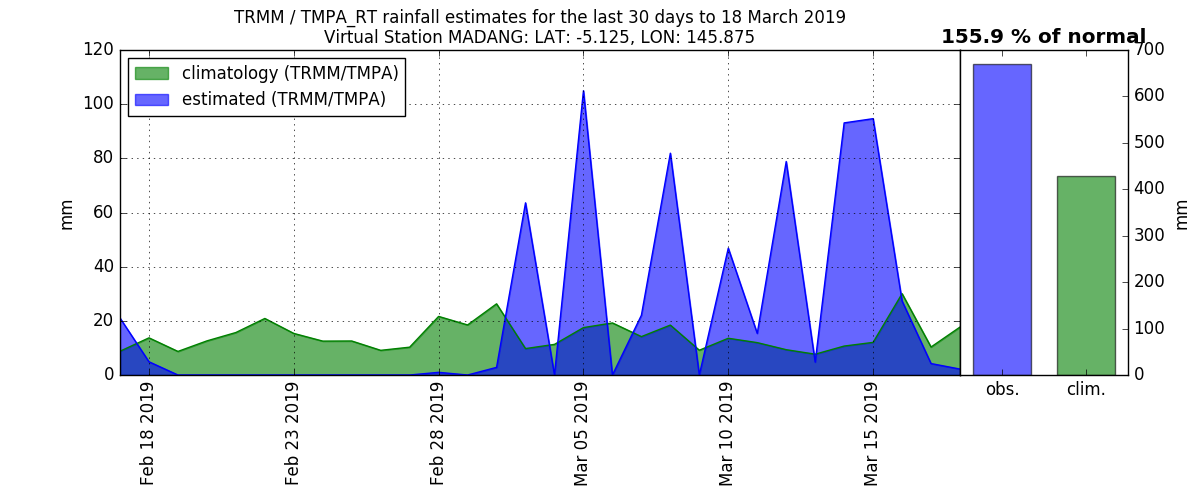 TRMM / TMPA_RT rainfall estimates for the last 30 days to 18 March 2019
Virtual Station MADANG: LAT: -5.125, LON: 145.875
155.9 % of normal
climatology (TRMM/TMPA)
estimated (TRMM/TMPA)
mm
120
100
80
60
40
20
0
Feb 18 2019
Feb 23 2019
Feb 28 2019
Mar 05 2019
Mar 10 2019
Mar 15 2019
700
600
500
400
300
200
100
0
mm
obs.
clim.